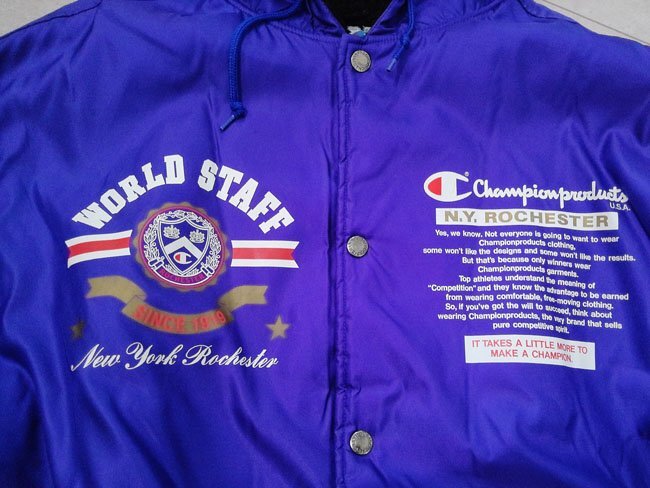 WORLD STAFF
ROCHESTER
SINCE 1919
New York Rochester
Championproducts
U.S.A.
N.Y. ROCHESTER
Yes, we know. Not everyone is going to want to wear
Championproducts clothing,
some won't like the designs and some won't like the results.
But that's because only winners wear
Championproducts garments.
Top athletes understand the meaning of
"Competition" and they know the advantage to be earned
from wearing comfortable, free-moving clothing.
So, if you've got the will to succeed, think about
wearing Championproducts, the very brand that sells
pure competitive spirit.
IT TAKES A LITTLE MORE TO
MAKE A CHAMPION.